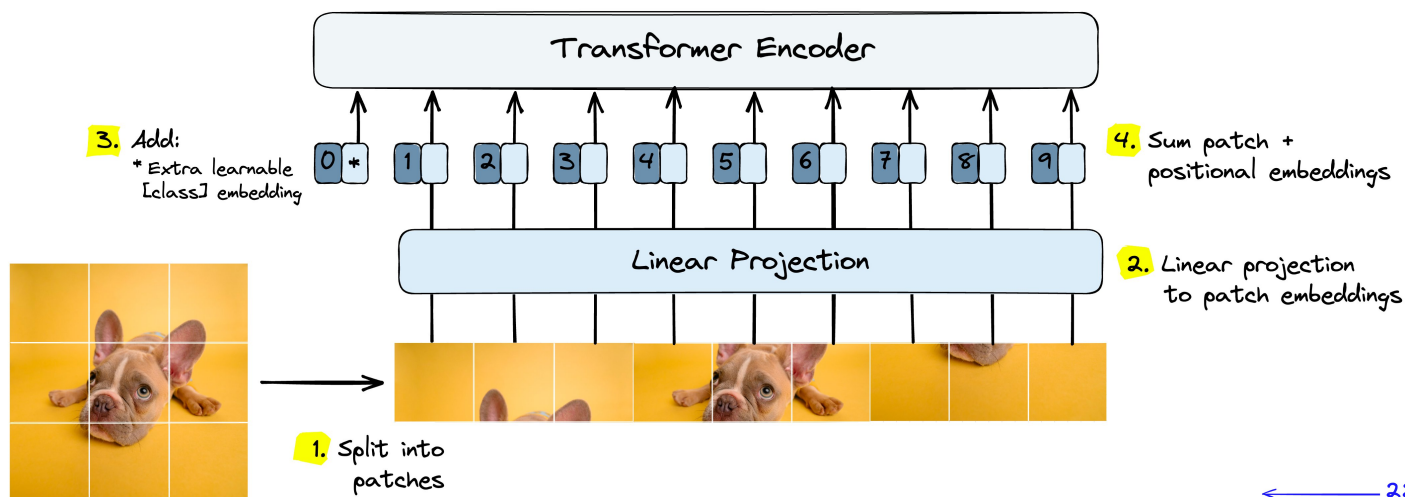 Transformer Encoder
3. Add:
* Extra learnable
[class] embedding
0 * 1 2 3 4 5 6 7 8 9
4. Sum patch +
positional embeddings
Linear Projection
2. Linear projection
to patch embeddings
1. Split into
patches